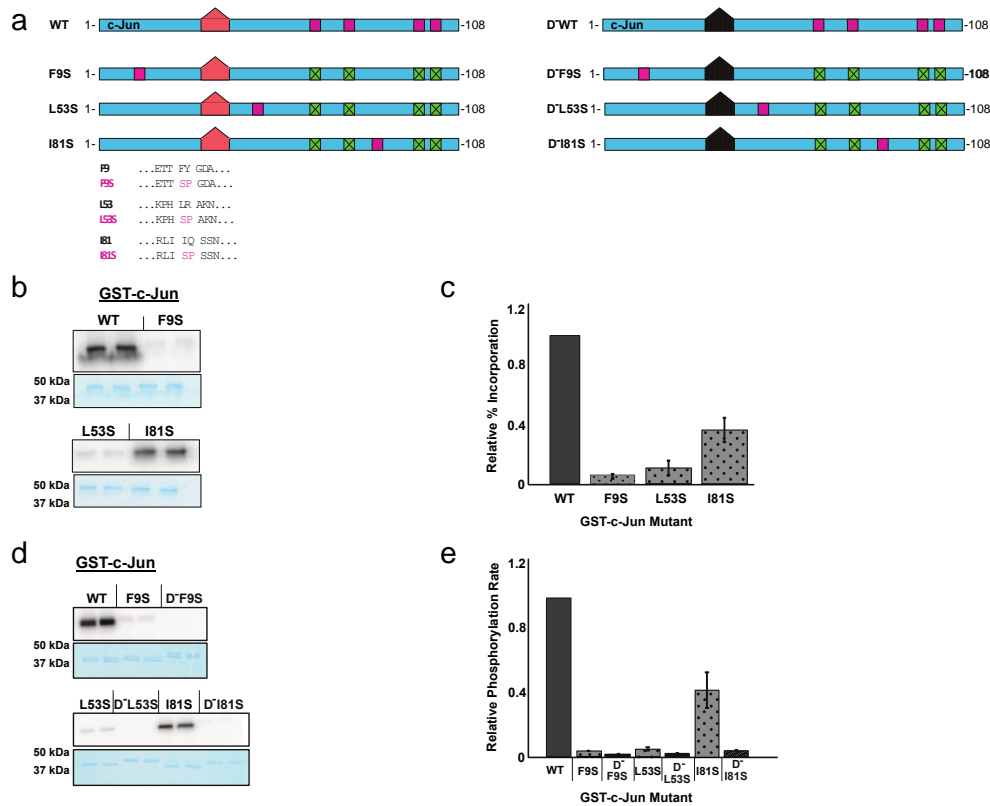 a
WT 1- c-Jun -108
F9S 1- -108
L53S 1- -108
I81S 1- -108
D-WT 1- c-Jun -108
D-F9S 1- -108
D-L53S 1- -108
D-I81S 1- -108
F9 ...ETT FY GDA...
F9S ...ETT SP GDA...
L53 ...KPH LR AKN...
L53S ...KPH SP AKN...
I81 ...RLI IQ SSN...
I81S ...RLI SP SSN...
b
GST-c-Jun
WT F9S
50 kDa
37 kDa
L53S I81S
50 kDa
37 kDa
c
Relative % Incorporation
1.2
0.8
0.4
0
WT F9S L53S I81S
GST-c-Jun Mutant
d
GST-c-Jun
WT F9S D-F9S
50 kDa
37 kDa
L53S D-L53S I81S D-I81S
50 kDa
37 kDa
e
Relative Phosphorylation Rate
1.2
0.8
0.4
0
WT F9S D-F9S L53S D-L53S I81S D-I81S
GST-c-Jun Mutant